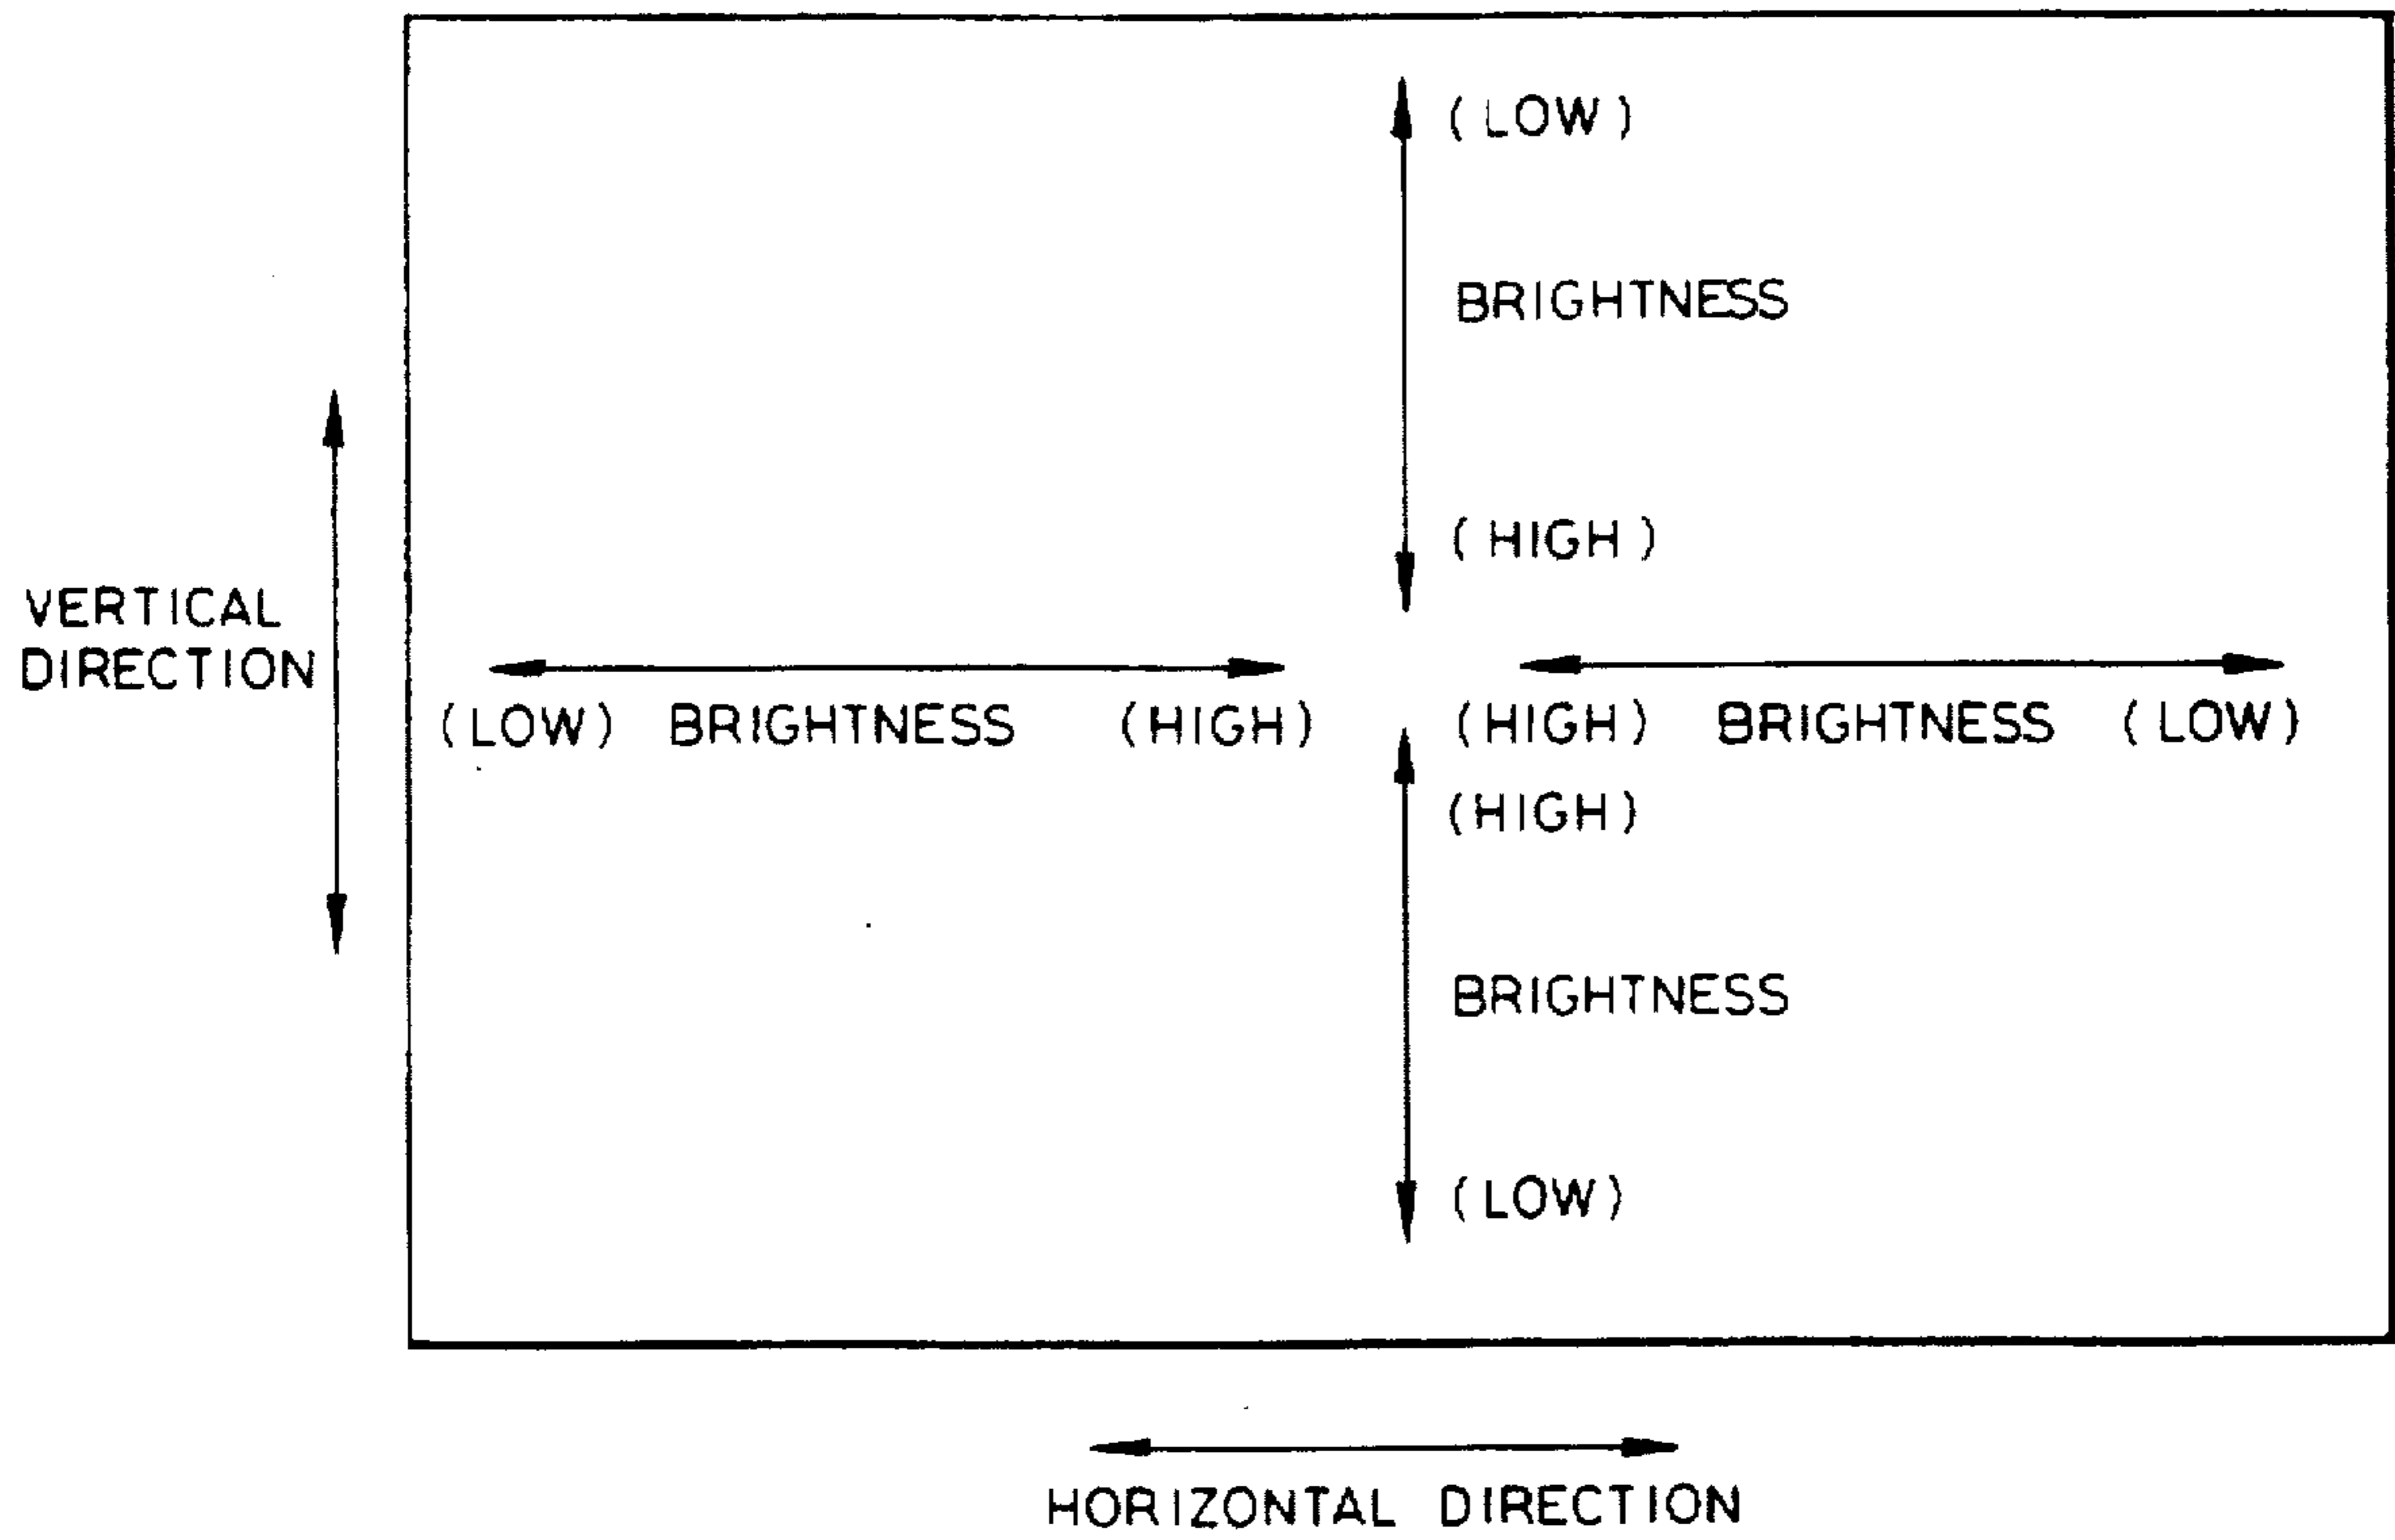 (LOW)
BRIGHTNESS
(HIGH)
VERTICAL
DIRECTION
(LOW) BRIGHTNESS (HIGH) (HIGH) BRIGHTNESS (LOW)
(HIGH)
BRIGHTNESS
(LOW)
HORIZONTAL DIRECTION